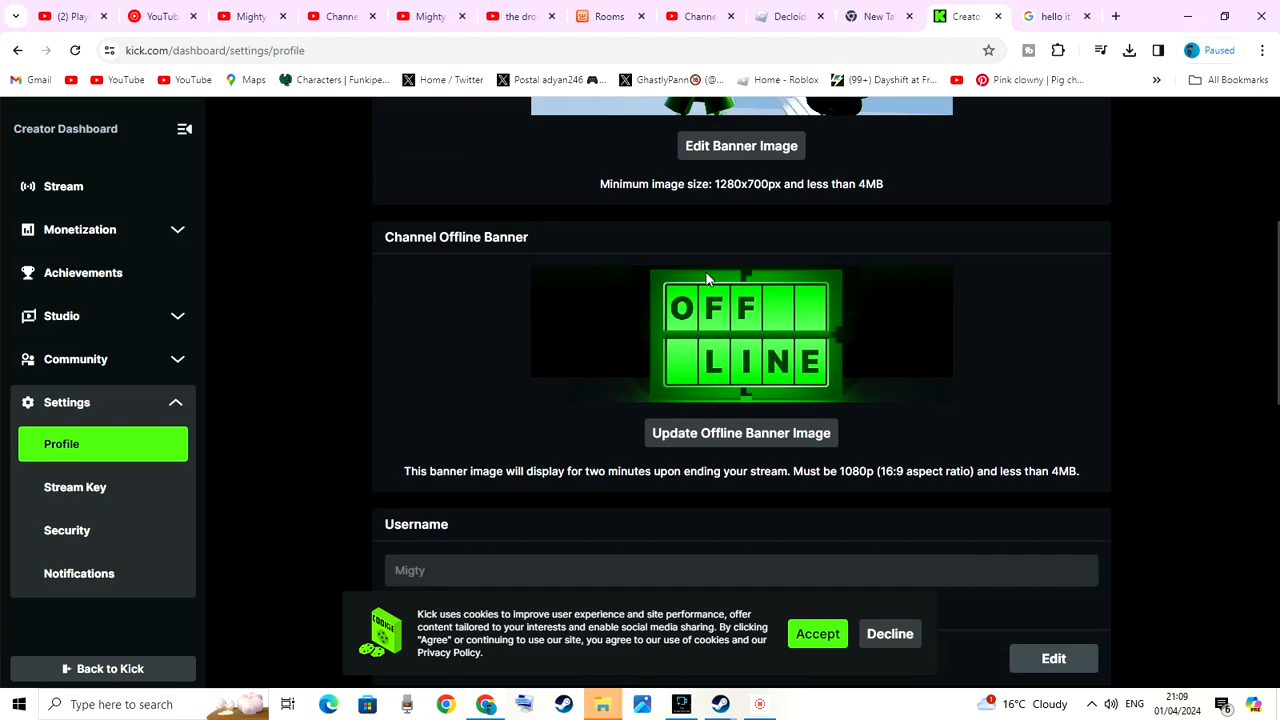 (2) Play
YouTube
Mighty
Channe
Mighty
the dro
Rooms
Channe
Decloid
New Ta
Creato
hello it'
kick.com/dashboard/settings/profile
Paused
Gmail
YouTube
YouTube
Maps
Characters | Funkipe...
Home / Twitter
Postal adyan246
GhastlyPann (@...
Home - Roblox
(99+) Dayshift at Fr...
Pink clowny | Pig ch...
All Bookmarks
Creator Dashboard
Stream
Monetization
Achievements
Studio
Community
Settings
Profile
Stream Key
Security
Notifications
Back to Kick
Edit Banner Image
Minimum image size: 1280x700px and less than 4MB
Channel Offline Banner
OFF
LINE
Update Offline Banner Image
This banner image will display for two minutes upon ending your stream. Must be 1080p (16:9 aspect ratio) and less than 4MB.
Username
Migty
COOKIE
Kick uses cookies to improve user experience and site performance, offer
content tailored to your interests and enable social media sharing. By clicking
"Agree" or continuing to use our site, you agree to our use of cookies and our
Privacy Policy.
Accept
Decline
Edit
Type here to search
1
16°C Cloudy
ENG
21:09
01/04/2024
6